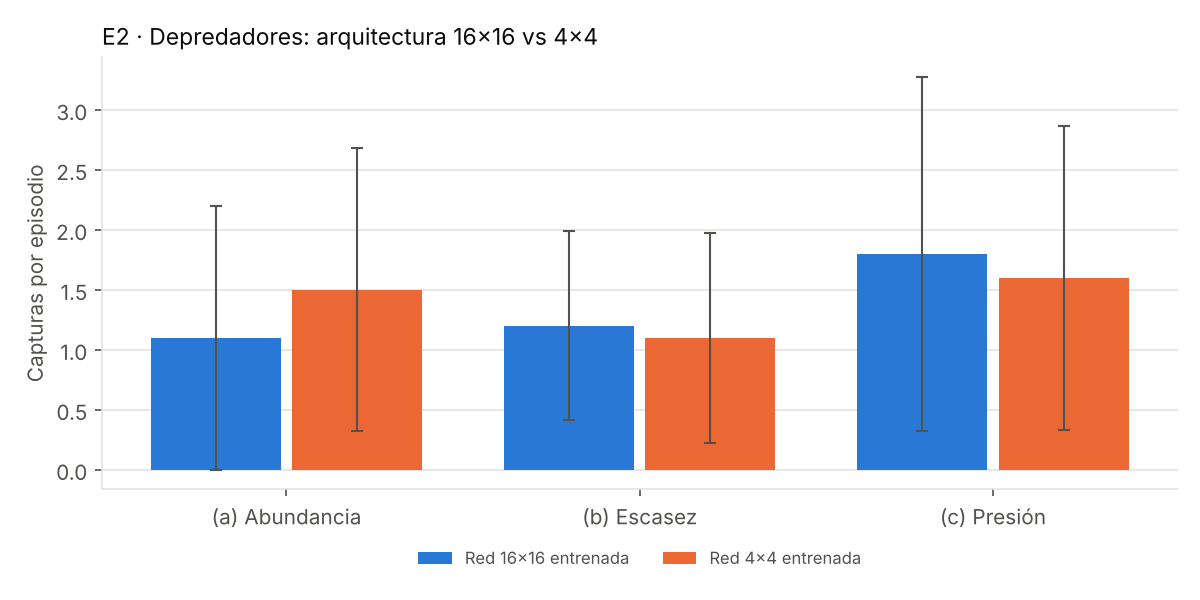 E2 · Depredadores: arquitectura 16×16 vs 4×4
Capturas por episodio
3.0
2.5
2.0
1.5
1.0
0.5
0.0
(a) Abundancia
(b) Escasez
(c) Presión
Red 16×16 entrenada
Red 4×4 entrenada